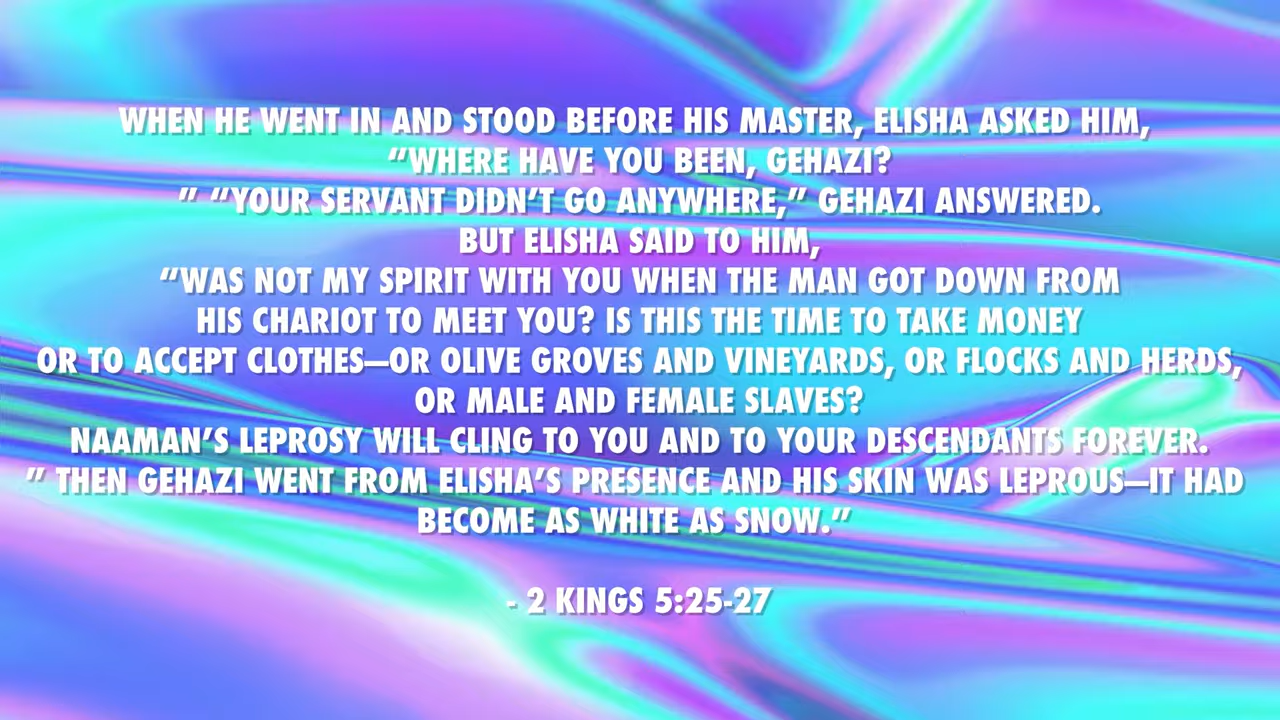 WHEN HE WENT IN AND STOOD BEFORE HIS MASTER, ELISHA ASKED HIM,
“WHERE HAVE YOU BEEN, GEHAZI?
” “YOUR SERVANT DIDN’T GO ANYWHERE,” GEHAZI ANSWERED.
BUT ELISHA SAID TO HIM,
“WAS NOT MY SPIRIT WITH YOU WHEN THE MAN GOT DOWN FROM
HIS CHARIOT TO MEET YOU? IS THIS THE TIME TO TAKE MONEY
OR TO ACCEPT CLOTHES—OR OLIVE GROVES AND VINEYARDS, OR FLOCKS AND HERDS,
OR MALE AND FEMALE SLAVES?
NAAMAN’S LEPROSY WILL CLING TO YOU AND TO YOUR DESCENDANTS FOREVER.
” THEN GEHAZI WENT FROM ELISHA’S PRESENCE AND HIS SKIN WAS LEPROUS—IT HAD
BECOME AS WHITE AS SNOW.”
- 2 KINGS 5:25-27